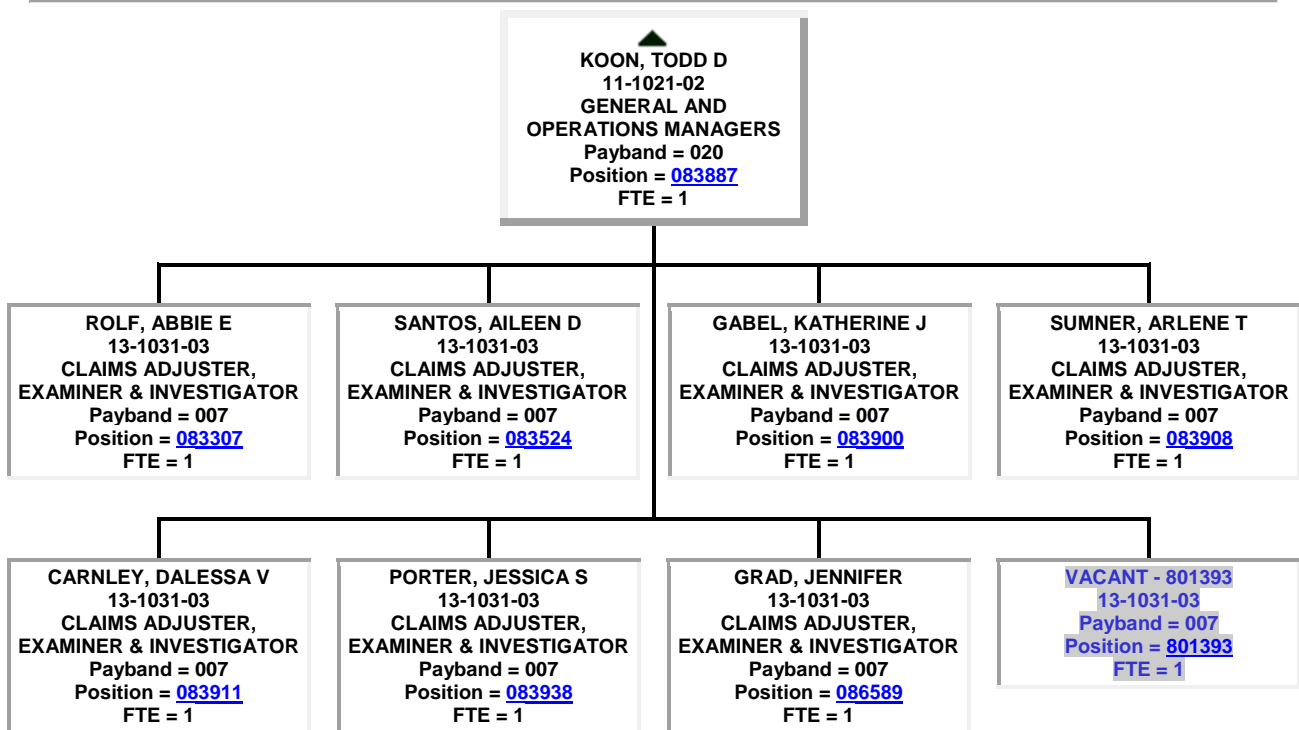 KOON, TODD D
11-1021-02
GENERAL AND
OPERATIONS MANAGERS
Payband = 020
Position = 083887
FTE = 1
ROLF, ABBIE E
13-1031-03
CLAIMS ADJUSTER,
EXAMINER & INVESTIGATOR
Payband = 007
Position = 083307
FTE = 1
SANTOS, AILEEN D
13-1031-03
CLAIMS ADJUSTER,
EXAMINER & INVESTIGATOR
Payband = 007
Position = 083524
FTE = 1
GABEL, KATHERINE J
13-1031-03
CLAIMS ADJUSTER,
EXAMINER & INVESTIGATOR
Payband = 007
Position = 083900
FTE = 1
SUMNER, ARLENE T
13-1031-03
CLAIMS ADJUSTER,
EXAMINER & INVESTIGATOR
Payband = 007
Position = 083908
FTE = 1
CARNLEY, DALESSA V
13-1031-03
CLAIMS ADJUSTER,
EXAMINER & INVESTIGATOR
Payband = 007
Position = 083911
FTE = 1
PORTER, JESSICA S
13-1031-03
CLAIMS ADJUSTER,
EXAMINER & INVESTIGATOR
Payband = 007
Position = 083938
FTE = 1
GRAD, JENNIFER
13-1031-03
CLAIMS ADJUSTER,
EXAMINER & INVESTIGATOR
Payband = 007
Position = 086589
FTE = 1
VACANT - 801393
13-1031-03
Payband = 007
Position = 801393
FTE = 1